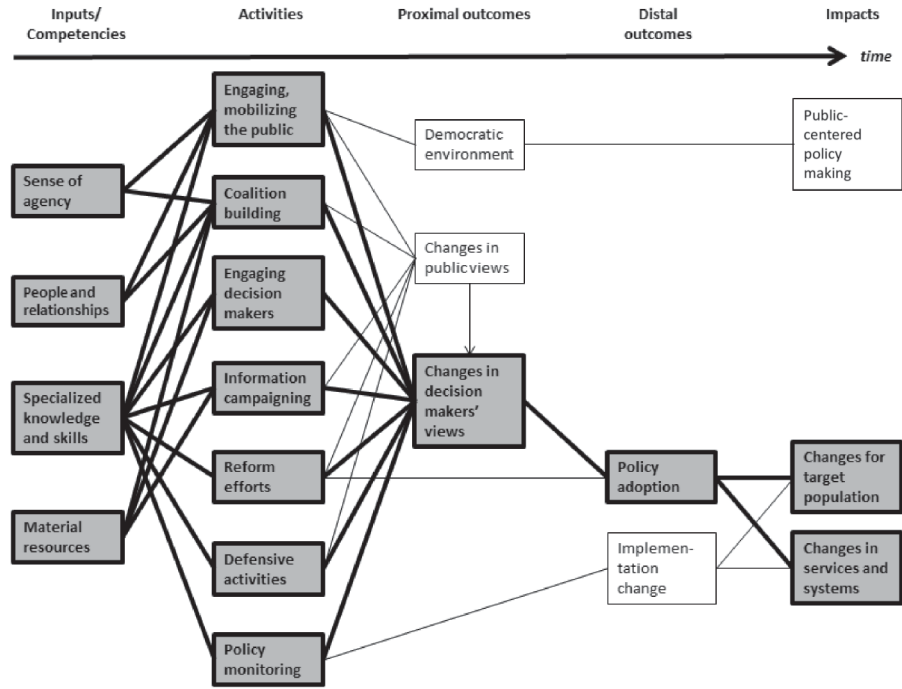 Inputs/
Competencies
Activities
Proximal outcomes
Distal
outcomes
Impacts
time
Engaging,
mobilizing
the public
Democratic
environment
Public-
centered
policy
making
Sense of
agency
Coalition
building
Changes in
public views
People and
relationships
Engaging
decision
makers
Specialized
knowledge
and skills
Information
campaigning
Changes in
decision
makers’
views
Reform
efforts
Policy
adoption
Changes for
target
population
Material
resources
Defensive
activities
Implemen-
tation
change
Changes in
services and
systems
Policy
monitoring